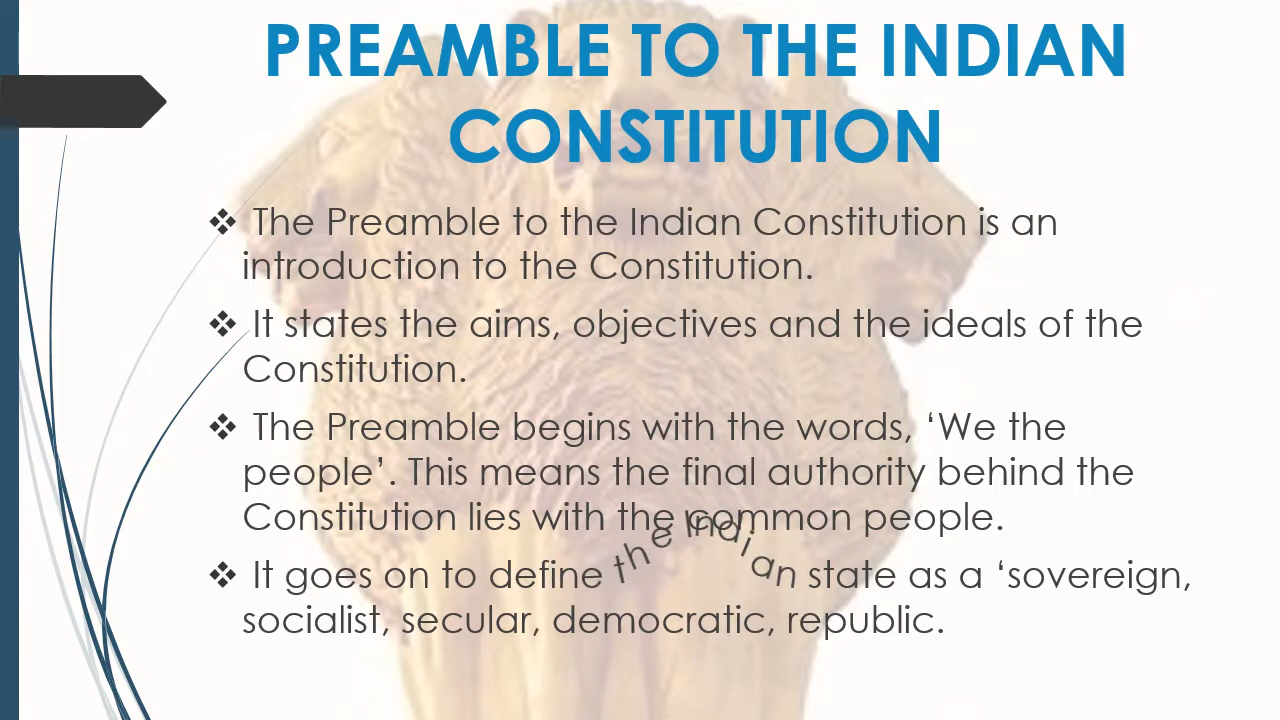 PREAMBLE TO THE INDIAN
CONSTITUTION
❖ The Preamble to the Indian Constitution is an
introduction to the Constitution.
❖ It states the aims, objectives and the ideals of the
Constitution.
❖ The Preamble begins with the words, ‘We the
people’. This means the final authority behind the
Constitution lies with the common people.
❖ It goes on to define the Indian state as a ‘sovereign,
socialist, secular, democratic, republic.